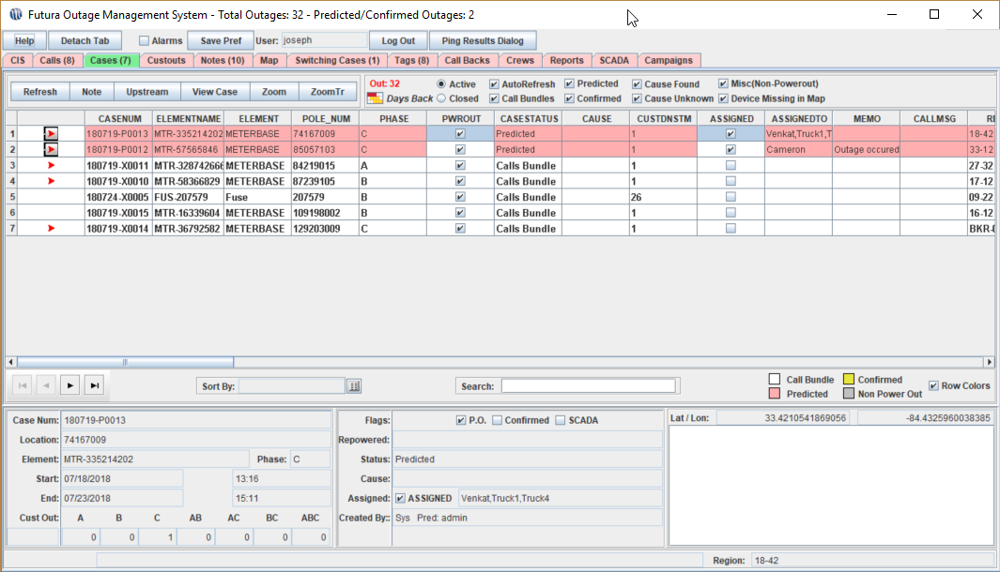 Futura Outage Management System - Total Outages: 32 - Predicted/Confirmed Outages: 2
Help Detach Tab Alarms Save Pref User: joseph Log Out Ping Results Dialog
CIS Calls (8) Cases (7) Custouts Notes (10) Map Switching Cases (1) Tags (8) Call Backs Crews Reports SCADA Campaigns
Out: 32 Active AutoRefresh Predicted Cause Found Misc(Non-Powerout)
Refresh Note Upstream View Case Zoom ZoomTr
Days Back Closed Call Bundles Confirmed Cause Unknown Device Missing in Map
CASENUM ELEMENTNAME ELEMENT POLE_NUM PHASE PWROUT CASESTATUS CAUSE CUSTDNSTM ASSIGNED ASSIGNEDTO MEMO CALLMSG
1 180719-P0013 MTR-335214202 METERBASE 74167009 C Predicted 1 Venkat,Truck1,T 18-42
2 180719-P0012 MTR-57565846 METERBASE 85057103 C Predicted 1 Cameron Outage occured 33-12
3 180719-X0011 MTR-328742666 METERBASE 84219015 A Calls Bundle 1 27-32
4 180719-X0010 MTR-58366829 METERBASE 87239105 B Calls Bundle 1 17-12
5 180724-X0005 FUS-207579 Fuse 207579 B Calls Bundle 26 09-22
6 180719-X0015 MTR-16339604 METERBASE 109198002 B Calls Bundle 1 16-12
7 180719-X0014 MTR-36792582 METERBASE 129203009 C Calls Bundle 1 BKR-
Sort By: Search: Call Bundle Confirmed Row Colors
Predicted Non Power Out
Case Num: 180719-P0013 Flags: P.O. Confirmed SCADA Lat / Lon: 33.4210541869056 -84.4325960038385
Location: 74167009 Repowered:
Element: MTR-335214202 Phase: C Status: Predicted
Start: 07/18/2018 13:16 Cause:
End: 07/23/2018 15:11 Assigned: ASSIGNED Venkat,Truck1,Truck4
Cust Out: A B C AB AC BC ABC Created By:: Sys Pred: admin
0 0 1 0 0 0 0
Region: 18-42